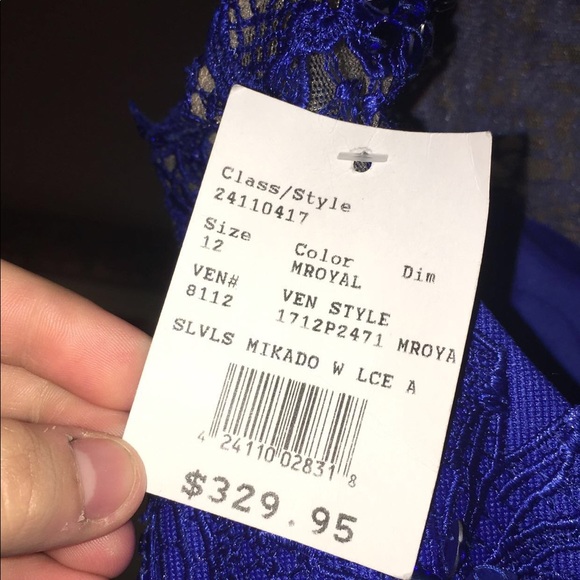 Class/Style
24110417
Size Color Dim
12 MROYAL
VEN# VEN STYLE
8112 1712P2471 MROYA
SLVLS MIKADO W LCE A
4 24110 02831 8
$329.95